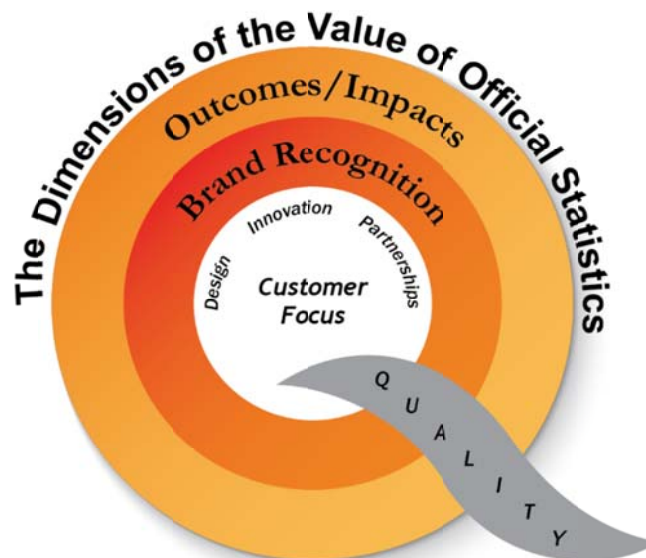 The Dimensions of the Value of Official Statistics
Outcomes/Impacts
Brand Recognition
Design
Innovation
Partnerships
Customer
Focus
QUALITY